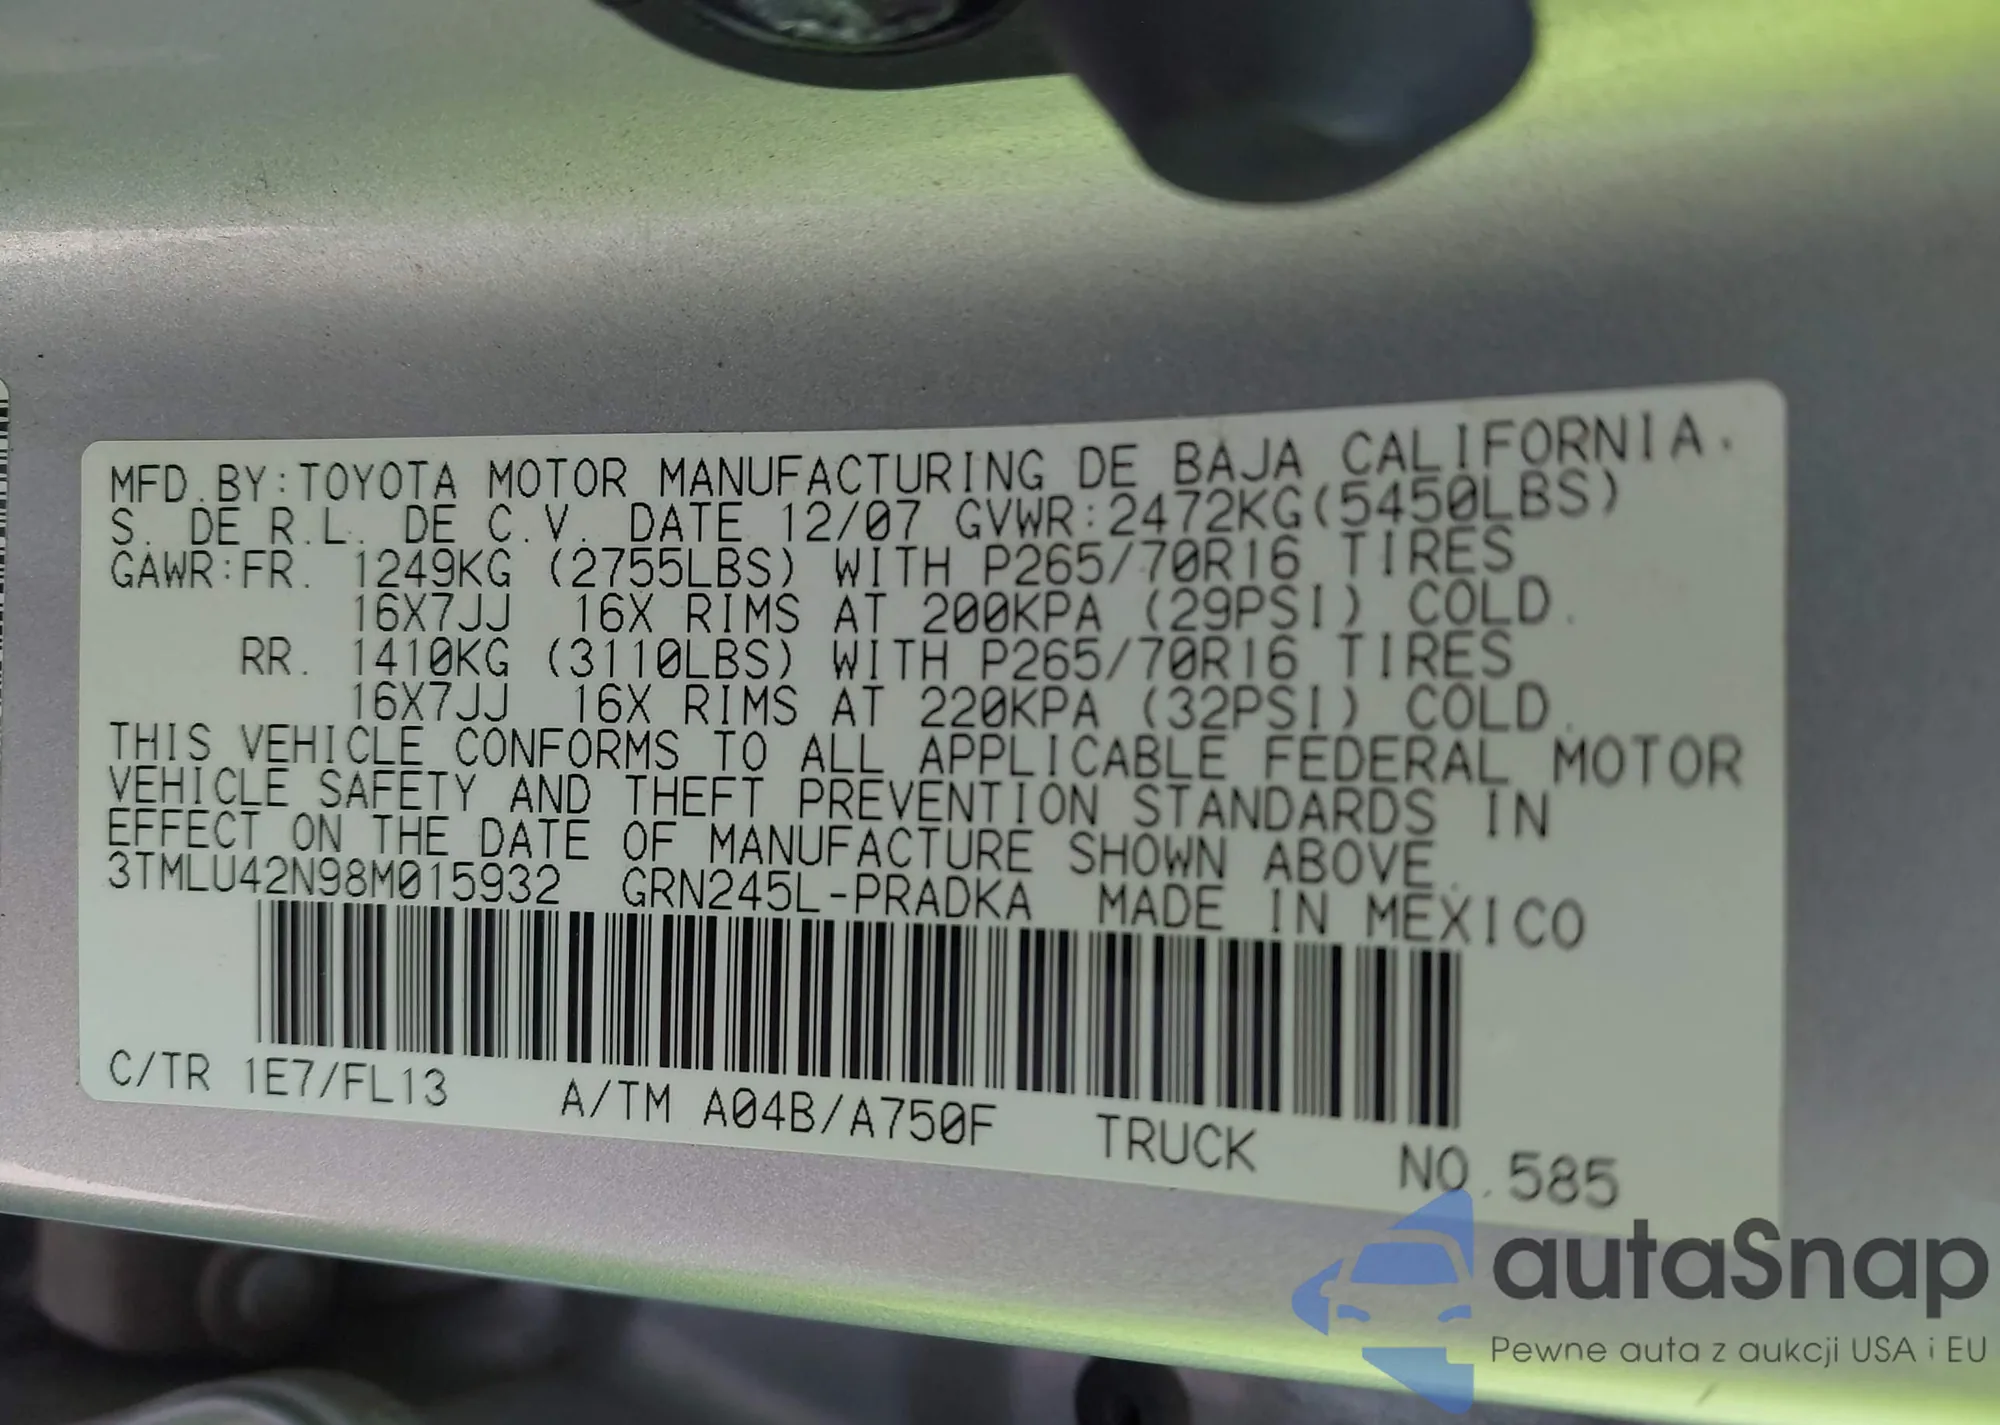 MFD.BY:TOYOTA MOTOR MANUFACTURING DE BAJA CALIFORNIA.
S. DE R.L. DE C.V. DATE 12/07 GVWR:2472KG(5450LBS)
GAWR:FR. 1249KG (2755LBS) WITH P265/70R16 TIRES
16X7JJ 16X RIMS AT 200KPA (29PSI) COLD.
RR. 1410KG (3110LBS) WITH P265/70R16 TIRES
16X7JJ 16X RIMS AT 220KPA (32PSI) COLD.
THIS VEHICLE CONFORMS TO ALL APPLICABLE FEDERAL MOTOR
VEHICLE SAFETY AND THEFT PREVENTION STANDARDS IN
EFFECT ON THE DATE OF MANUFACTURE SHOWN ABOVE.
3TMLU42N98M015932 GRN245L-PRADKA MADE IN MEXICO
C/TR 1E7/FL13 A/TM A04B/A750F TRUCK NO.585
autaSnap
Pewne auta z aukcji USA i EU